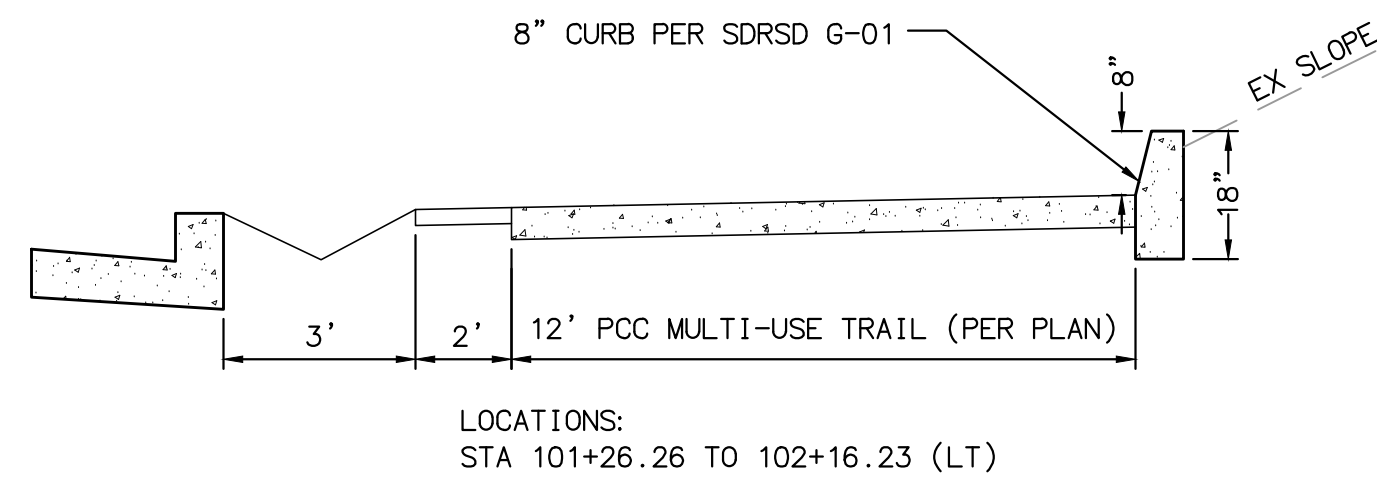 8” CURB PER SDRSD G-01
8”
EX SLOPE
18”
3’
2’
12’ PCC MULTI-USE TRAIL (PER PLAN)
LOCATIONS:
STA 101+26.26 TO 102+16.23 (LT)